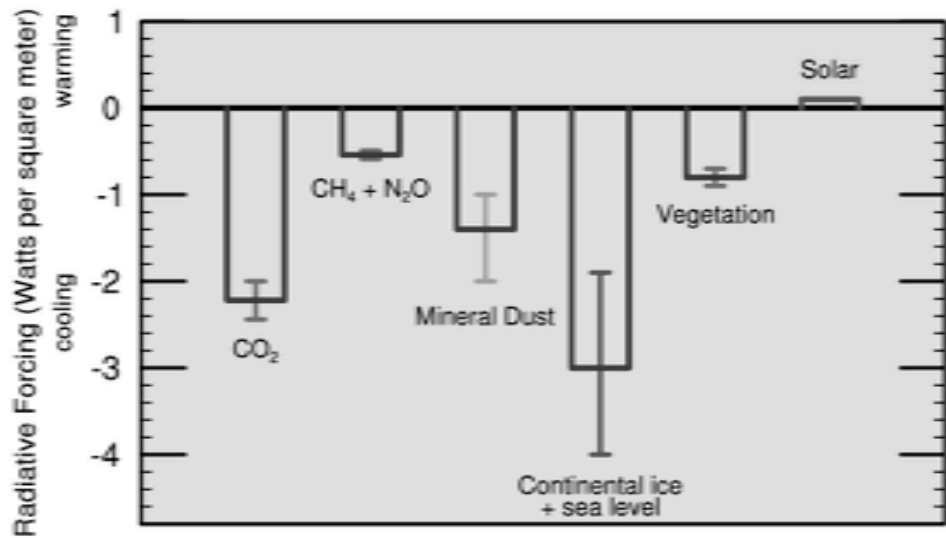 Radiative Forcing (Watts per square meter)
warming
cooling
1
0
-1
-2
-3
-4
Solar
CH₄ + N₂O
Vegetation
Mineral Dust
CO₂
Continental ice
+ sea level